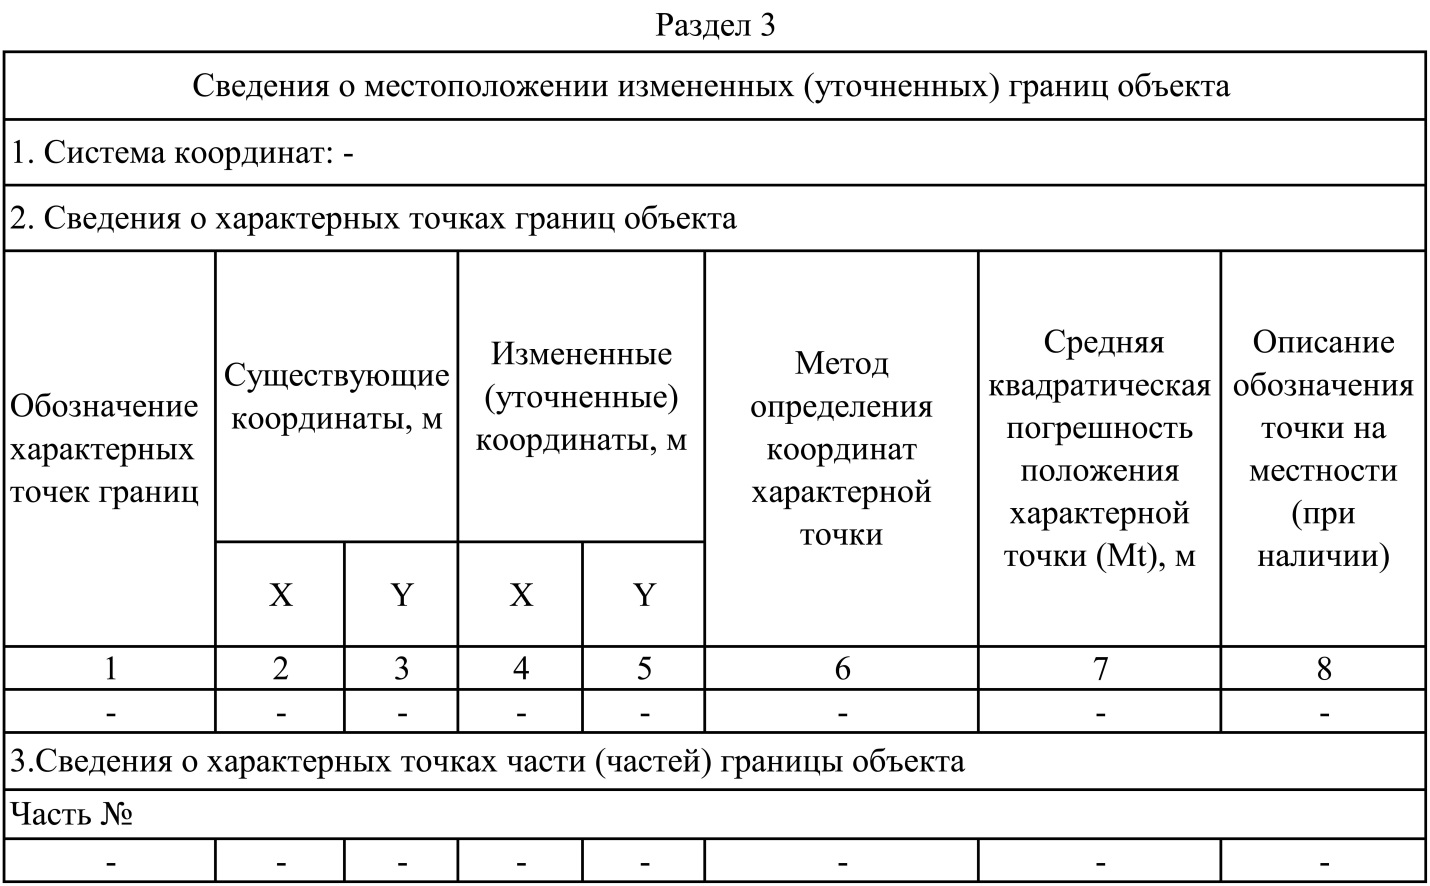 Раздел 3
Сведения о местоположении измененных (уточненных) границ объекта
1. Система координат: -
2. Сведения о характерных точках границ объекта
Обозначение
характерных
точек границ
Существующие
координаты, м
Измененные
(уточненные)
координаты, м
Метод
определения
координат
характерной
точки
Средняя
квадратическая
погрешность
положения
характерной
точки (Mt), м
Описание
обозначения
точки на
местности
(при
наличии)
X Y X Y
1 2 3 4 5 6 7 8
- - - - - - - -
3.Сведения о характерных точках части (частей) границы объекта
Часть №
- - - - - - - -